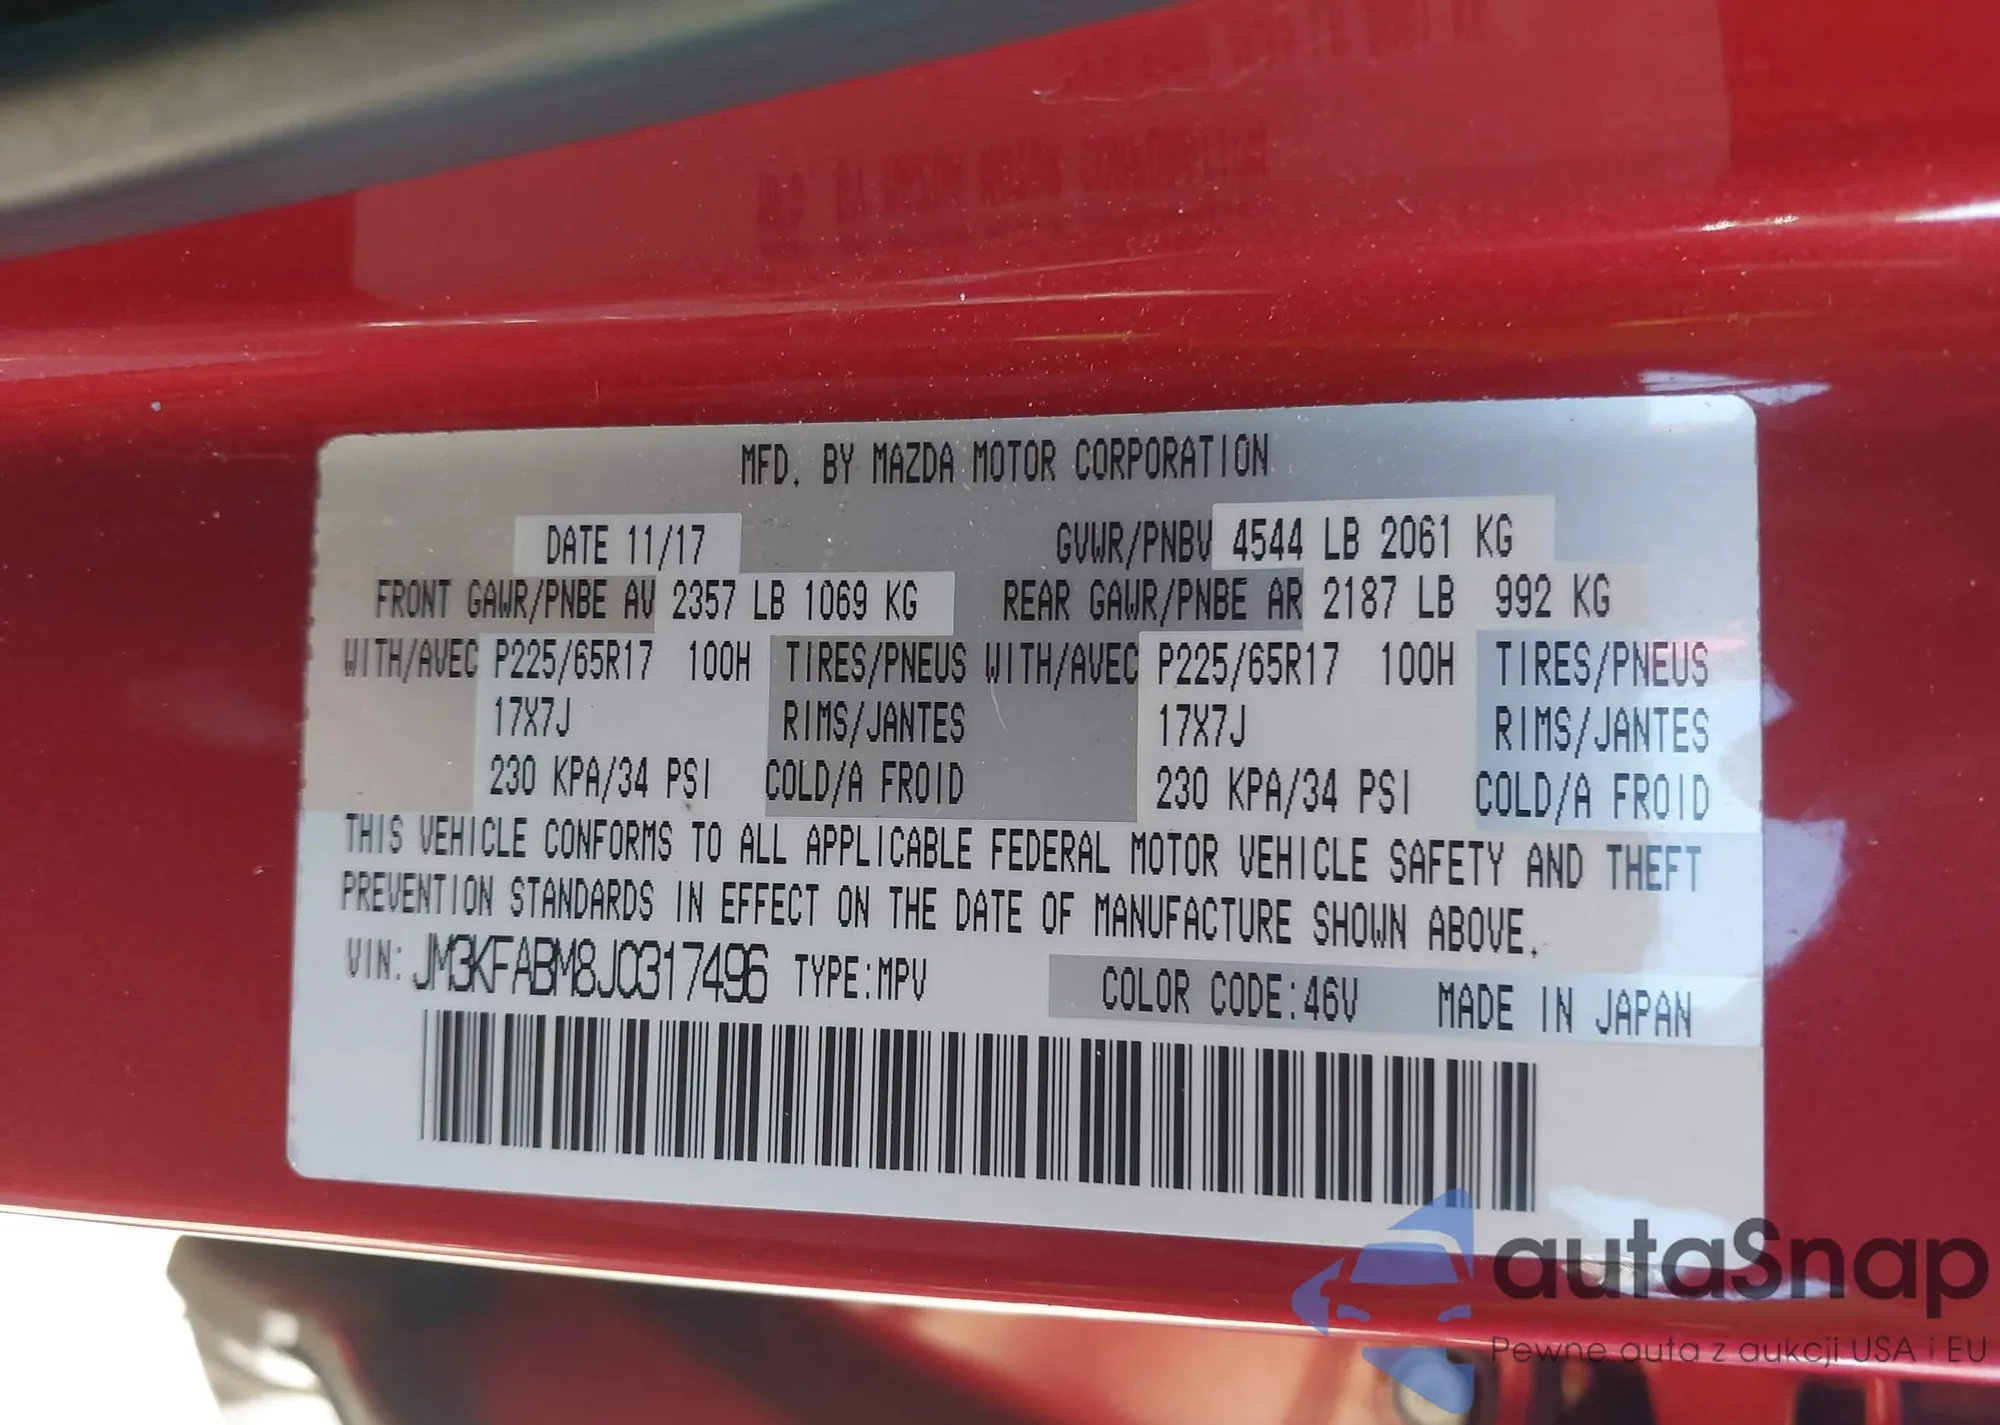 MFD. BY MAZDA MOTOR CORPORATION
DATE 11/17 GVWR/PNBV 4544 LB 2061 KG
FRONT GAWR/PNBE AV 2357 LB 1069 KG REAR GAWR/PNBE AR 2187 LB 992 KG
WITH/AVEC P225/65R17 100H TIRES/PNEUS WITH/AVEC P225/65R17 100H TIRES/PNEUS
17X7J RIMS/JANTES 17X7J RIMS/JANTES
230 KPA/34 PSI COLD/A FROID 230 KPA/34 PSI COLD/A FROID
THIS VEHICLE CONFORMS TO ALL APPLICABLE FEDERAL MOTOR VEHICLE SAFETY AND THEFT
PREVENTION STANDARDS IN EFFECT ON THE DATE OF MANUFACTURE SHOWN ABOVE.
VIN: JM3KFABM8J0317496 TYPE:MPV COLOR CODE:46V MADE IN JAPAN
autaSnap
Pewne auta z aukcji USA i EU